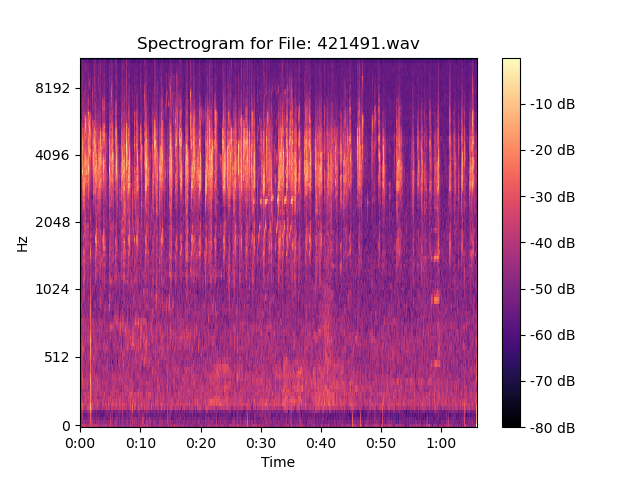 Spectrogram for File: 421491.wav
Hz
8192
4096
2048
1024
512
0
0:00 0:10 0:20 0:30 0:40 0:50 1:00
Time
-10 dB
-20 dB
-30 dB
-40 dB
-50 dB
-60 dB
-70 dB
-80 dB